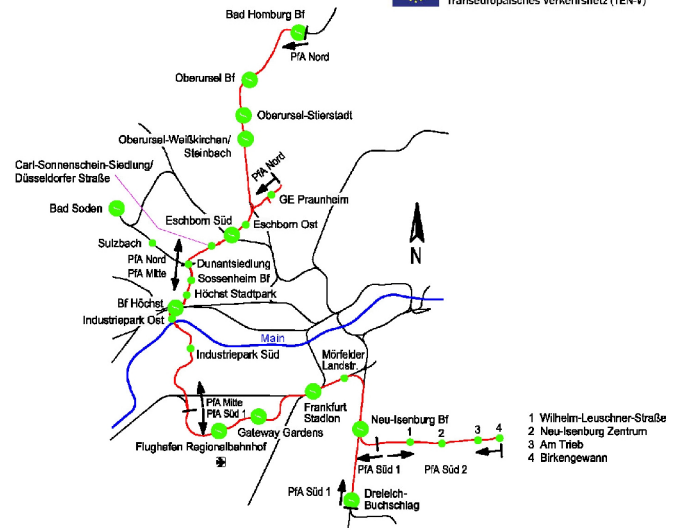 Transeuropäisches Verkehrsnetz (TEN-V)
Bad Homburg Bf
PfA Nord
Oberursel Bf
Oberursel-Stierstadt
Oberursel-Weißkirchen/
Steinbach
Carl-Sonnenschein-Siedlung/
Düsseldorfer Straße
PfA Nord
GE Praunheim
Bad Soden
Eschborn Süd
Eschborn Ost
N
Sulzbach
PfA Nord
PfA Mitte
Dunantsiedlung
Sossenheim Bf
Höchst Stadtpark
Bf Höchst
Industriepark Ost
Main
Industriepark Süd
Mörfelder
Landstr.
PfA Mitte
PfA Süd 1
Frankfurt
Stadion
Gateway Gardens
Flughafen Regionalbahnhof
Neu-Isenburg Bf
1
2
3
4
1 Wilhelm-Leuschner-Straße
2 Neu-Isenburg Zentrum
3 Am Trieb
4 Birkengewann
PfA Süd 1
PfA Süd 2
PfA Süd 1
Dreieich-
Buchschlag